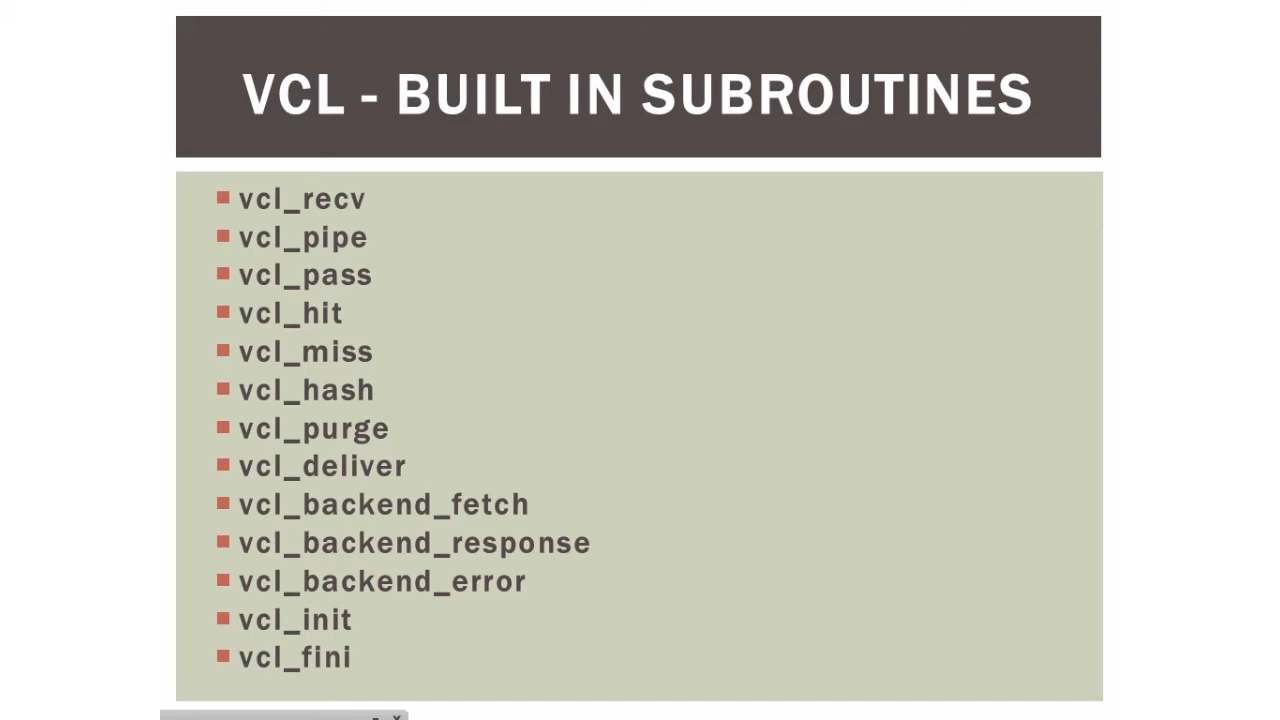 VCL - BUILT IN SUBROUTINES
vcl_recv
vcl_pipe
vcl_pass
vcl_hit
vcl_miss
vcl_hash
vcl_purge
vcl_deliver
vcl_backend_fetch
vcl_backend_response
vcl_backend_error
vcl_init
vcl_fini